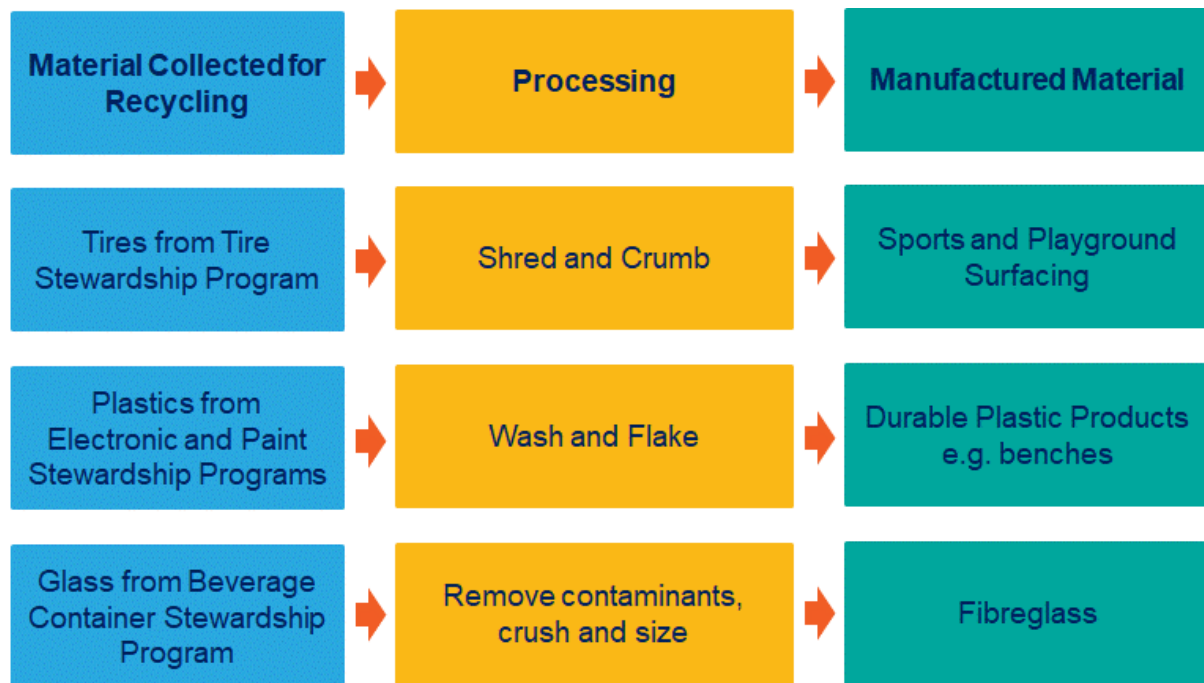 Material Collected for
Recycling
Processing
Manufactured Material
Tires from Tire
Stewardship Program
Shred and Crumb
Sports and Playground
Surfacing
Plastics from
Electronic and Paint
Stewardship Programs
Wash and Flake
Durable Plastic Products
e.g. benches
Glass from Beverage
Container Stewardship
Program
Remove contaminants,
crush and size
Fibreglass